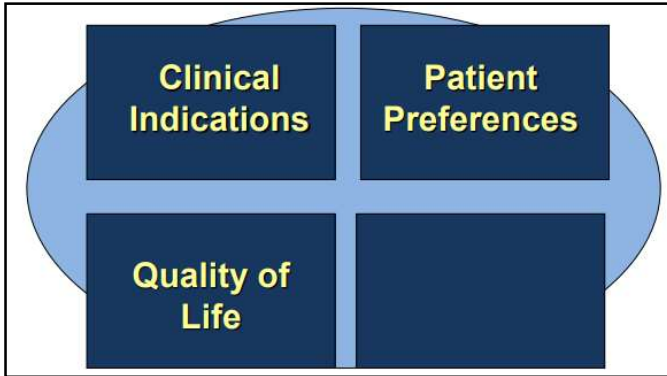 Clinical
Indications
Patient
Preferences
Quality of
Life